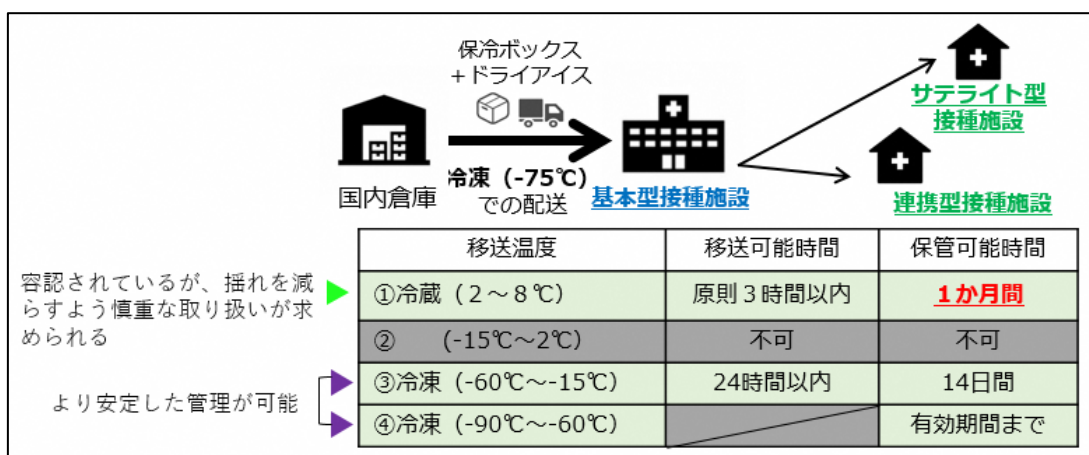 保冷ボックス
＋ドライアイス
国内倉庫
冷凍（-75℃）
での配送
基本型接種施設
サテライト型
接種施設
連携型接種施設
移送温度 移送可能時間 保管可能時間
容認されているが、揺れを減
らすよう慎重な取り扱いが求
められる
①冷蔵（2～8℃） 原則３時間以内 １か月間
② (-15℃～2℃) 不可 不可
より安定した管理が可能
③冷凍（-60℃～-15℃） 24時間以内 14日間
④冷凍（-90℃～-60℃） 有効期間まで